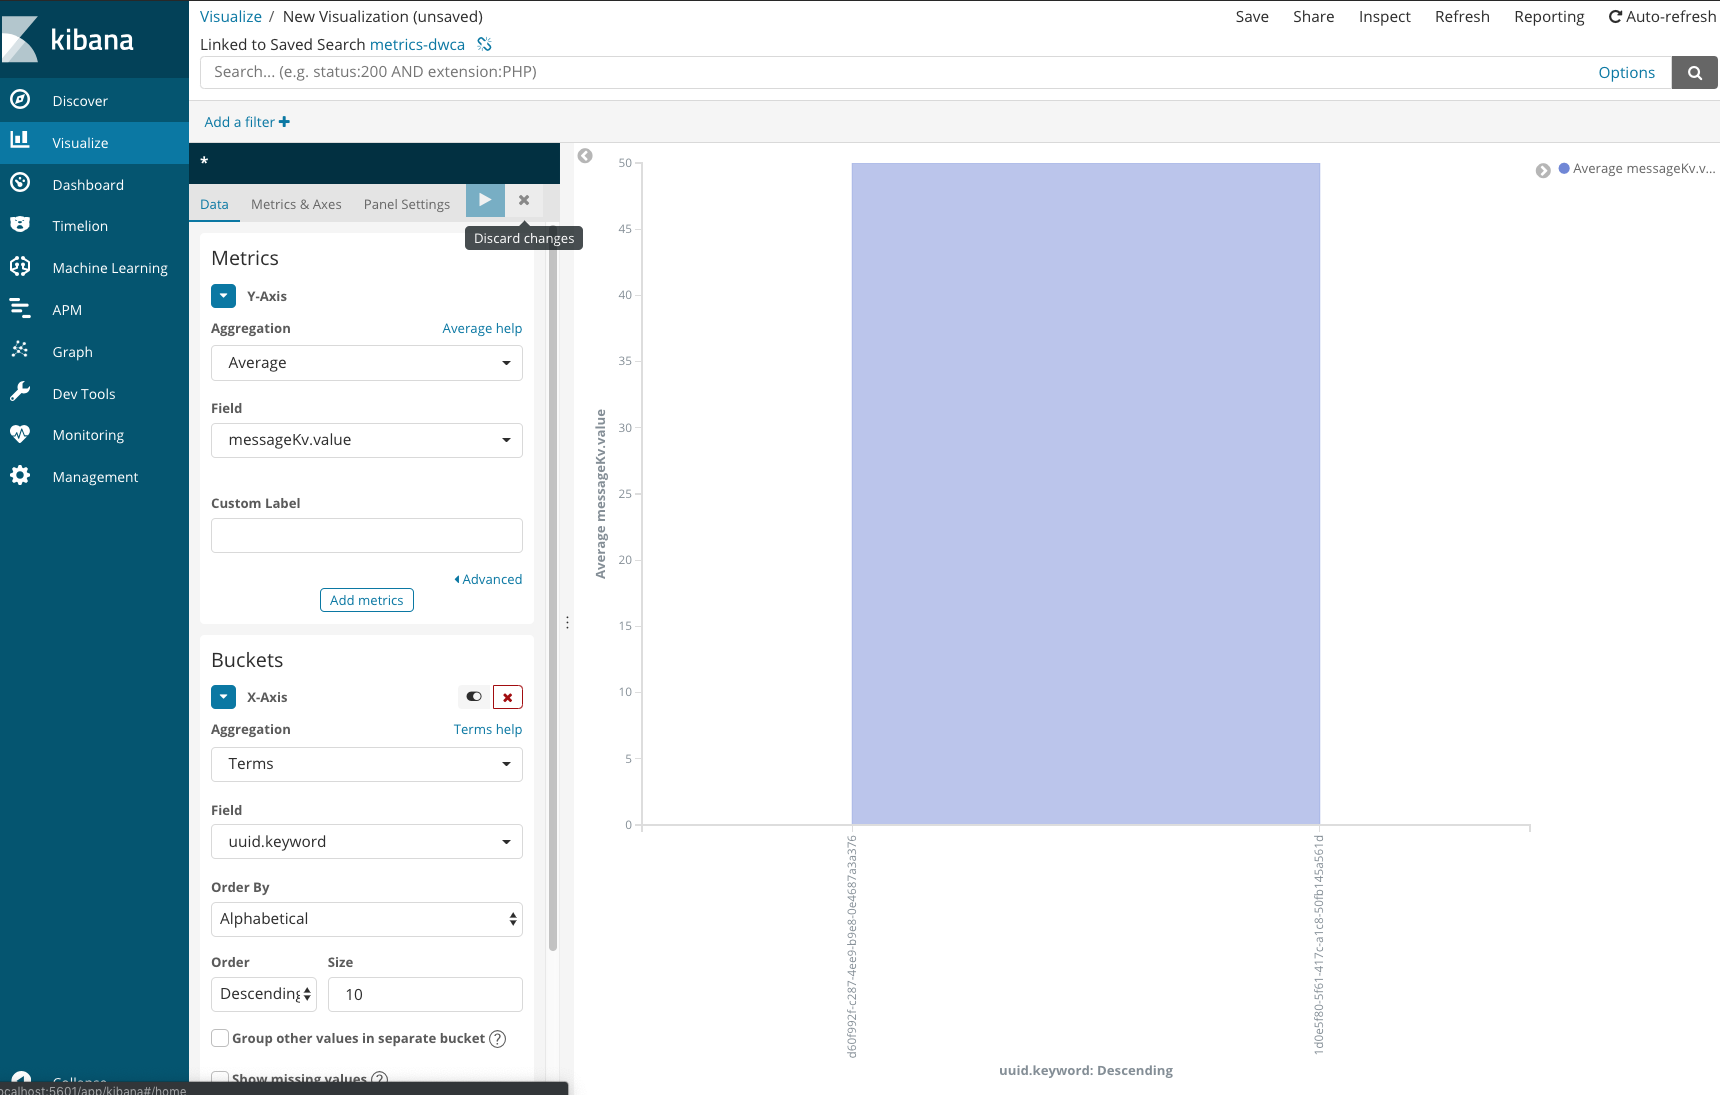 kibana
Discover
Visualize
Dashboard
Timelion
Machine Learning
APM
Graph
Dev Tools
Monitoring
Management
Collapse
ocalhost:5601/app/kibana#/home
Visualize / New Visualization (unsaved)
Save Share Inspect Refresh Reporting Auto-refresh
Linked to Saved Search metrics-dwca
Search... (e.g. status:200 AND extension:PHP)
Options
Add a filter
*
Data Metrics & Axes Panel Settings
Discard changes
Metrics
Y-Axis
Aggregation Average help
Average
Field
messageKv.value
Custom Label
Advanced
Add metrics
Buckets
X-Axis
Aggregation Terms help
Terms
Field
uuid.keyword
Order By
Alphabetical
Order Size
Descending 10
Group other values in separate bucket ?
Show missing values ?
50
45
40
35
30
25
20
15
10
5
0
Average messageKv.value
d60f992f-c287-4ee9-b9e8-0e4687a3a376
1d0e5f80-5f61-417c-a1c8-50fb145a561d
uuid.keyword: Descending
Average messageKv.v...